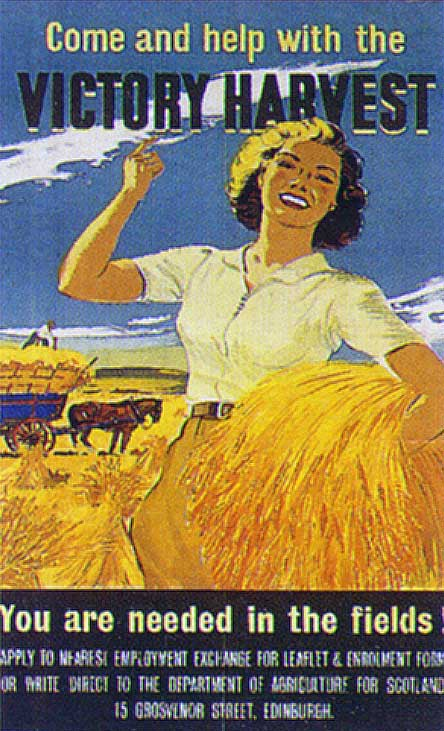 Come and help with the
VICTORY HARVEST
You are needed in the fields!
APPLY TO NEAREST EMPLOYMENT EXCHANGE FOR LEAFLET & ENROLMENT FORM
OR WRITE DIRECT TO THE DEPARTMENT OF AGRICULTURE FOR SCOTLAND
15 GROSVENOR STREET, EDINBURGH.